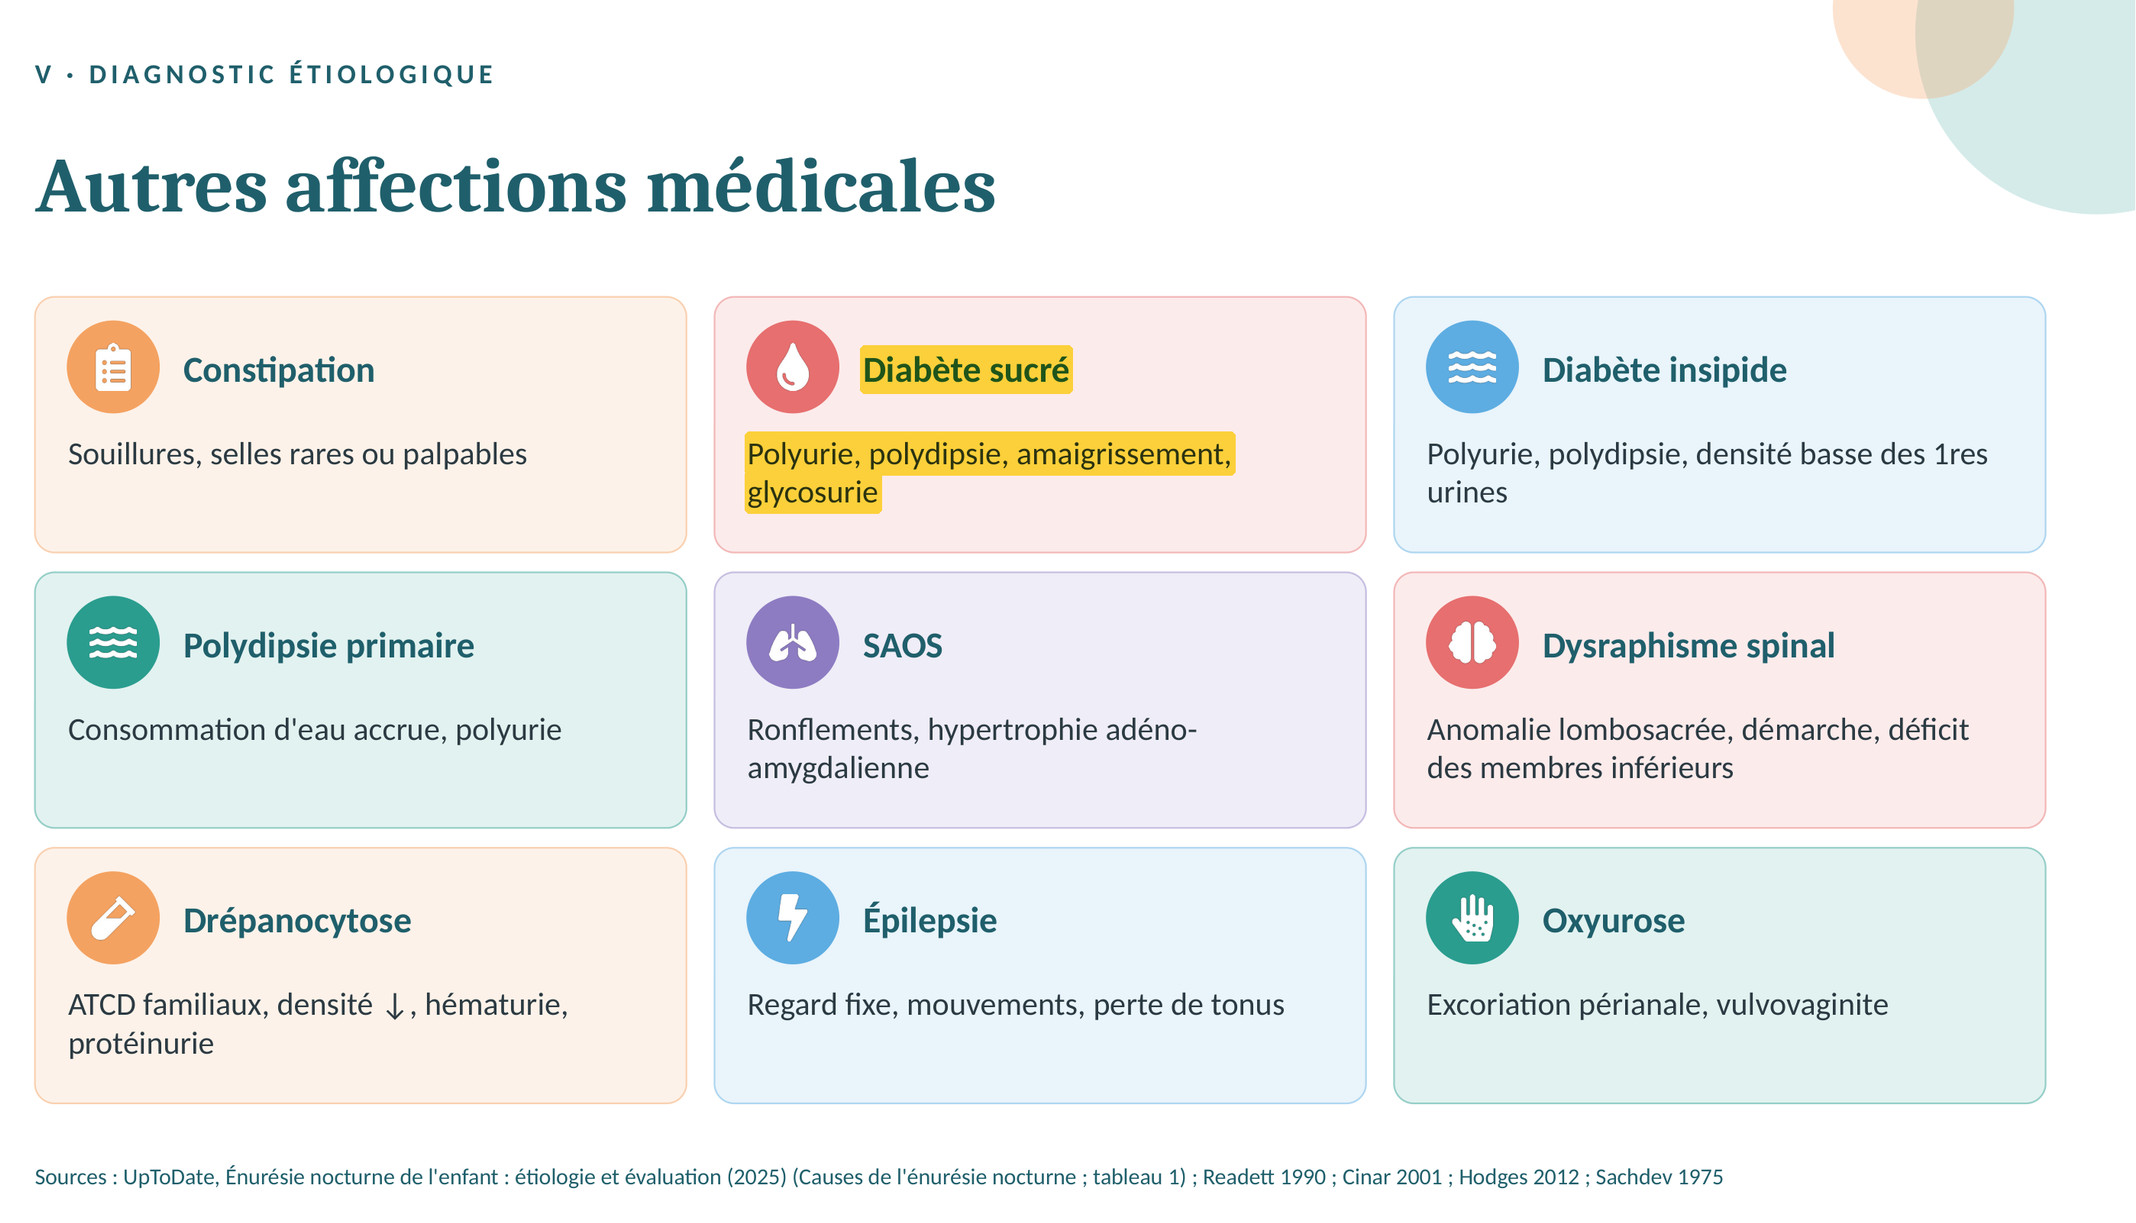 V · DIAGNOSTIC ÉTIOLOGIQUE
Autres affections médicales
Constipation
Souillures, selles rares ou palpables
Diabète sucré
Polyurie, polydipsie, amaigrissement,
glycosurie
Diabète insipide
Polyurie, polydipsie, densité basse des 1res
urines
Polydipsie primaire
Consommation d'eau accrue, polyurie
SAOS
Ronflements, hypertrophie adéno-
amygdalienne
Dysraphisme spinal
Anomalie lombosacrée, démarche, déficit
des membres inférieurs
Drépanocytose
ATCD familiaux, densité ↓, hématurie,
protéinurie
Épilepsie
Regard fixe, mouvements, perte de tonus
Oxyurose
Excoriation périanale, vulvovaginite
Sources : UpToDate, Énurésie nocturne de l'enfant : étiologie et évaluation (2025) (Causes de l'énurésie nocturne ; tableau 1) ; Readett 1990 ; Cinar 2001 ; Hodges 2012 ; Sachdev 1975